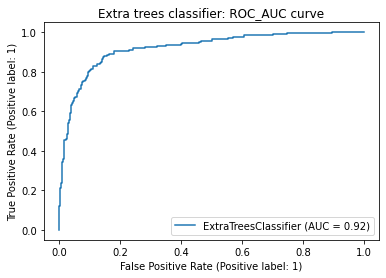 Extra trees classifier: ROC_AUC curve
True Positive Rate (Positive label: 1)
1.0
0.8
0.6
0.4
0.2
0.0
ExtraTreesClassifier (AUC = 0.92)
0.0 0.2 0.4 0.6 0.8 1.0
False Positive Rate (Positive label: 1)